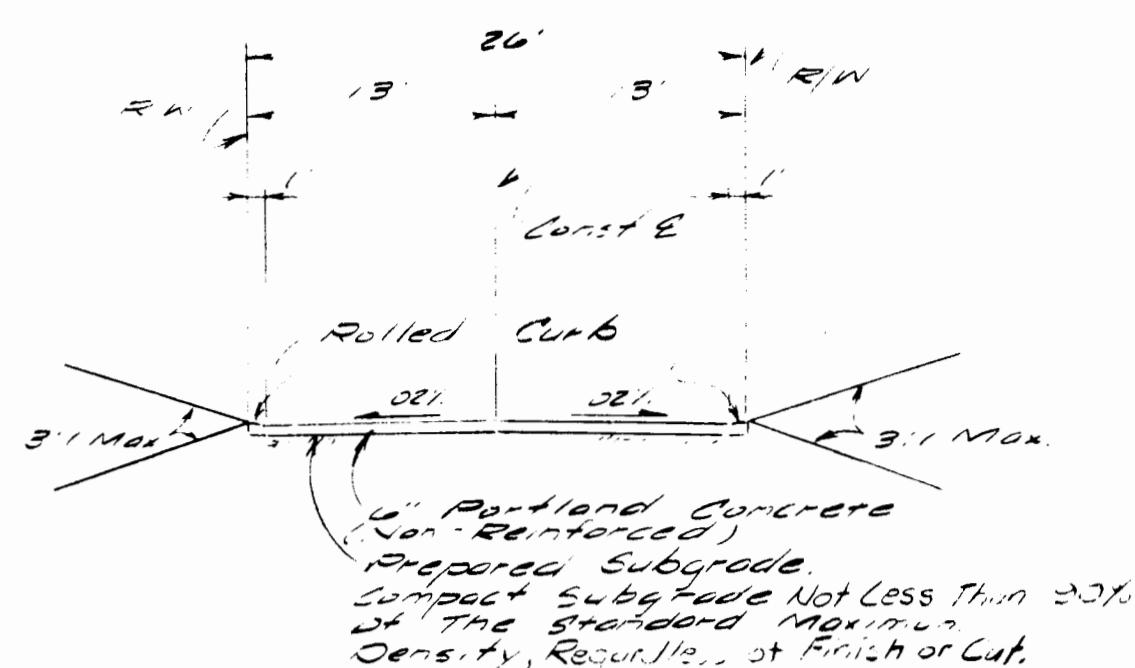 26'
13' 13'
R/W R/W
1' 1'
Const ℄
Rolled Curb
.02%. .02%.
3:1 Max 3:1 Max.
6" Portland Concrete
(Non-Reinforced)
Prepared Subgrade.
Compact Subgrade Not Less Than
of The Standard Maximum
Density, Regardless of Finish or Cut.